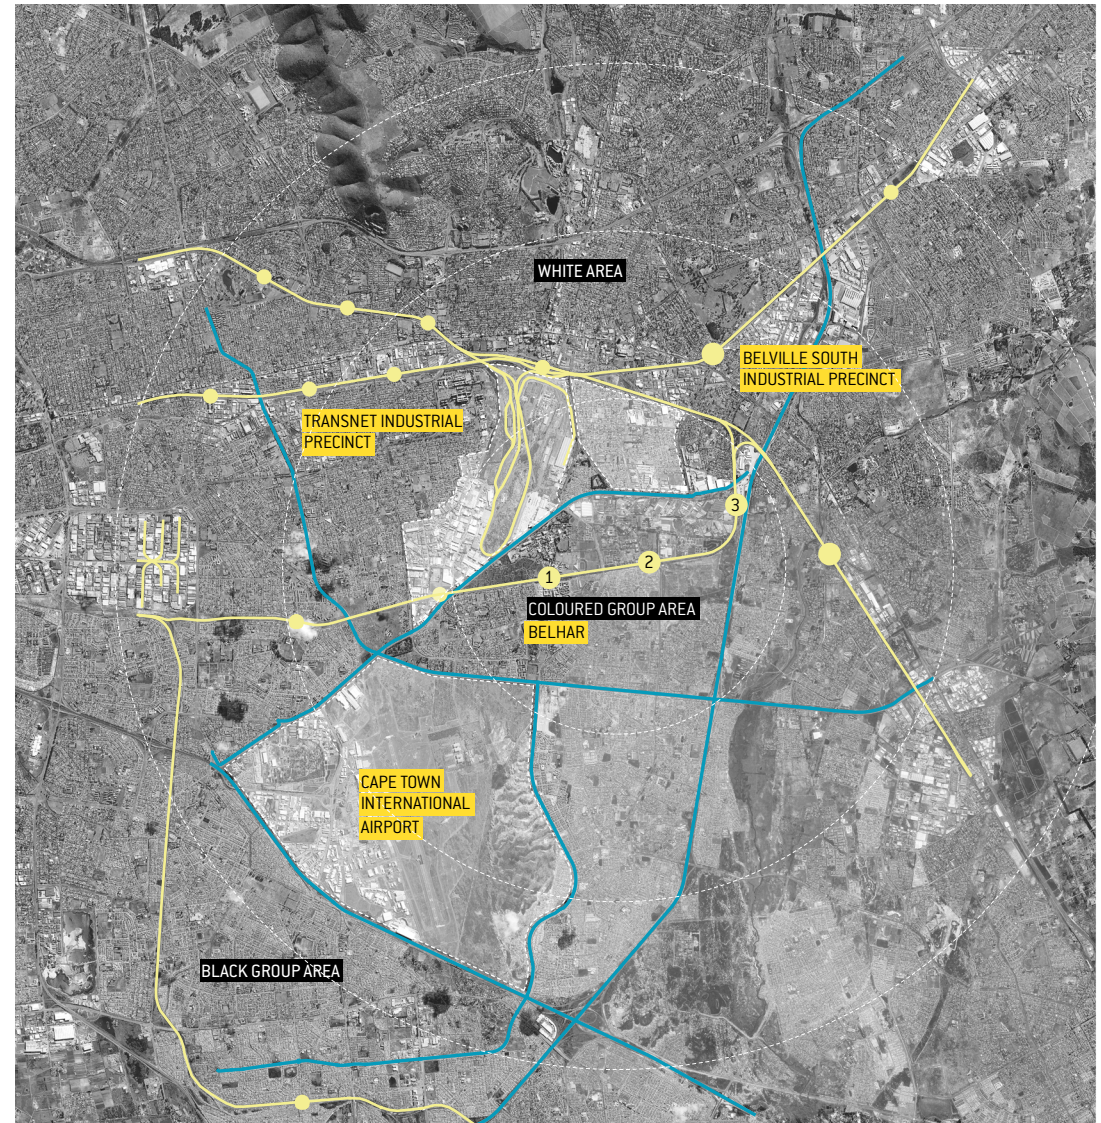 WHITE AREA
BELVILLE SOUTH
INDUSTRIAL PRECINCT
TRANSNET INDUSTRIAL
PRECINCT
3
2
1
COLOURED GROUP AREA
BELHAR
CAPE TOWN
INTERNATIONAL
AIRPORT
BLACK GROUP AREA